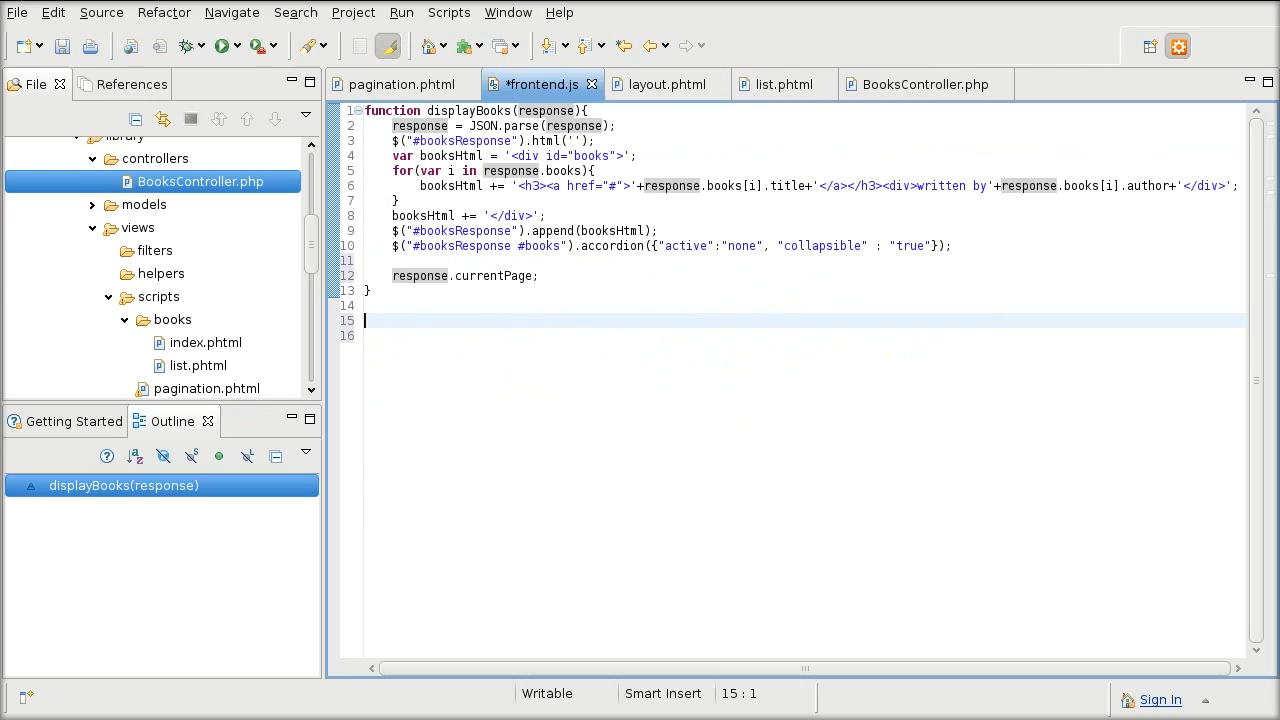 File Edit Source Refactor Navigate Search Project Run Scripts Window Help
File References
library
controllers
BooksController.php
models
views
filters
helpers
scripts
books
index.phtml
list.phtml
pagination.phtml
Getting Started Outline
displayBooks(response)
pagination.phtml *frontend.js layout.phtml list.phtml BooksController.php
1 function displayBooks(response){
2 response = JSON.parse(response);
3 $("#booksResponse").html('');
4 var booksHtml = '<div id="books">';
5 for(var i in response.books){
6 booksHtml += '<h3><a href="#">'+response.books[i].title+'</a></h3><div>written by'+response.books[i].author+'</div>';
7 }
8 booksHtml += '</div>';
9 $("#booksResponse").append(booksHtml);
10 $("#booksResponse #books").accordion({"active":"none", "collapsible" : "true"});
11
12 response.currentPage;
13 }
14
15
16
Writable Smart Insert 15 : 1 Sign In